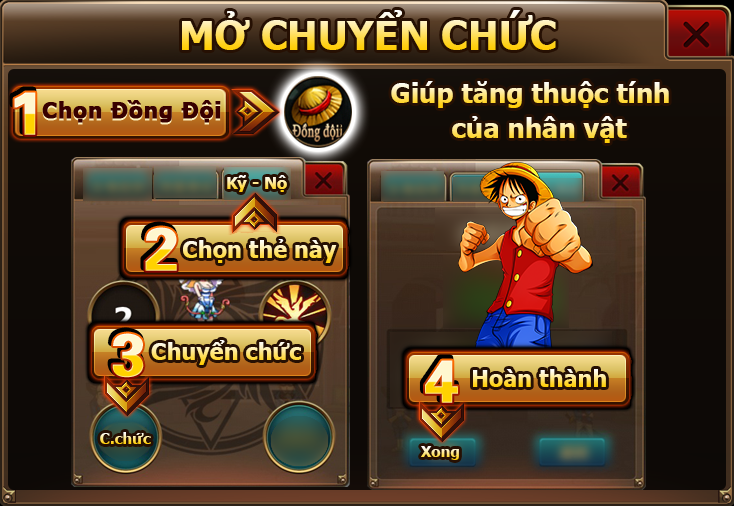 MỞ CHUYỂN CHỨC
1 Chọn Đồng Đội
Đồng đội
Giúp tăng thuộc tính
của nhân vật
Kỹ - Nộ
2 Chọn thẻ này
2
3 Chuyển chức
C.chức
4 Hoàn thành
Xong